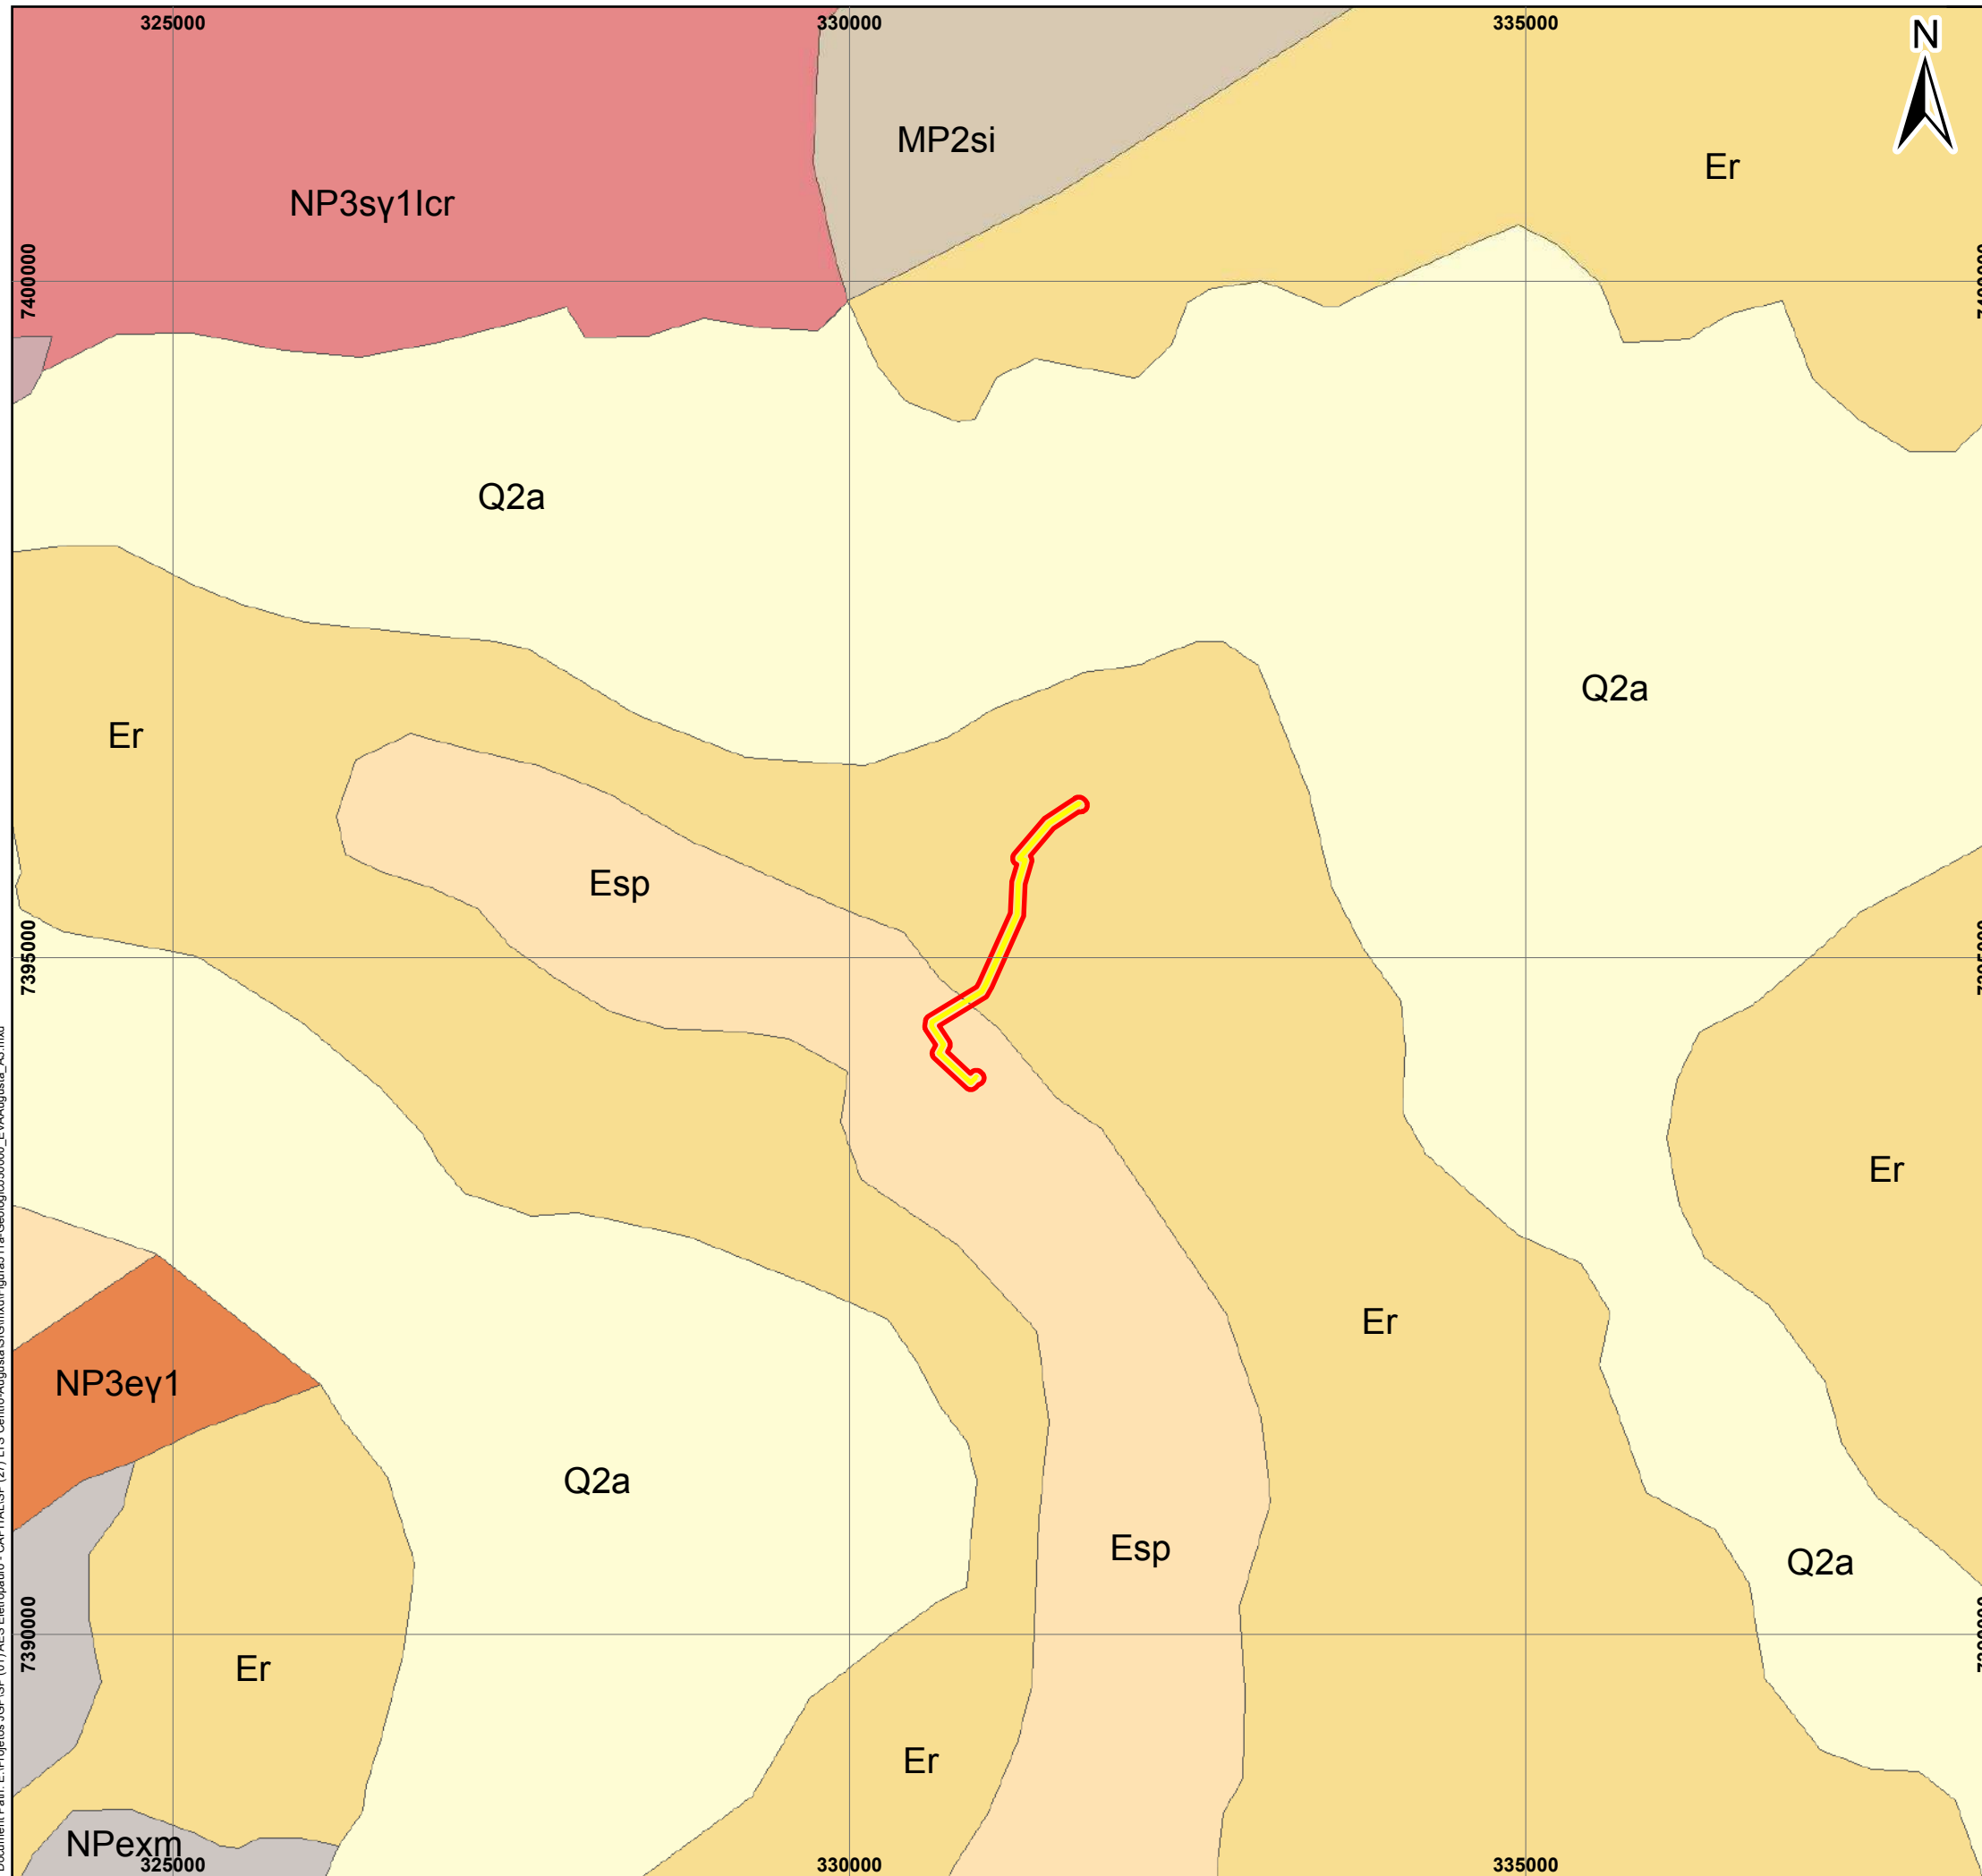 325000
330000
335000
N
MP2si
Er
NP3sγ1Icr
7400000
Q2a
Q2a
Er
Esp
7395000
Er
Er
NP3eγ1
Q2a
Esp
Q2a
7390000
Er
Er
NPexm
325000
330000
335000